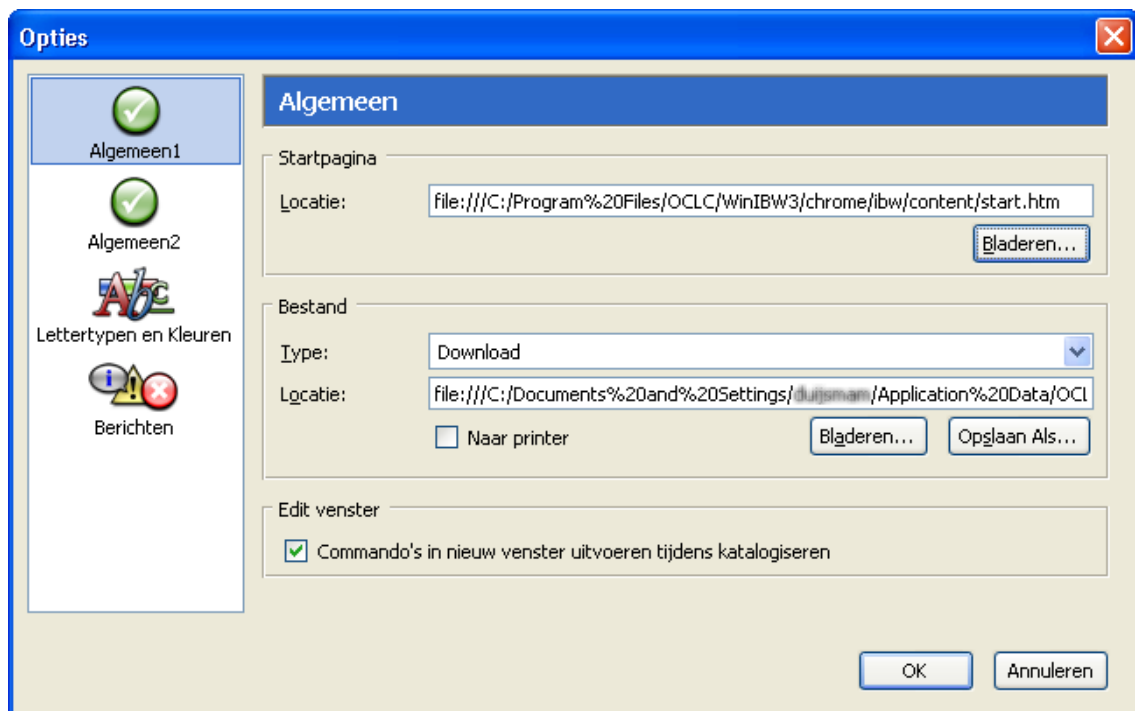 Opties
Algemeen1
Algemeen2
Abc
Lettertypen en Kleuren
Berichten
Algemeen
Startpagina
Locatie: file:///C:/Program%20Files/OCLC/WinIBW3/chrome/ibw/content/start.htm
Bladeren...
Bestand
Type: Download
Locatie: file:///C:/Documents%20and%20Settings/ /Application%20Data/OCL
Naar printer Bladeren... Opslaan Als...
Edit venster
Commando's in nieuw venster uitvoeren tijdens katalogiseren
OK Annuleren